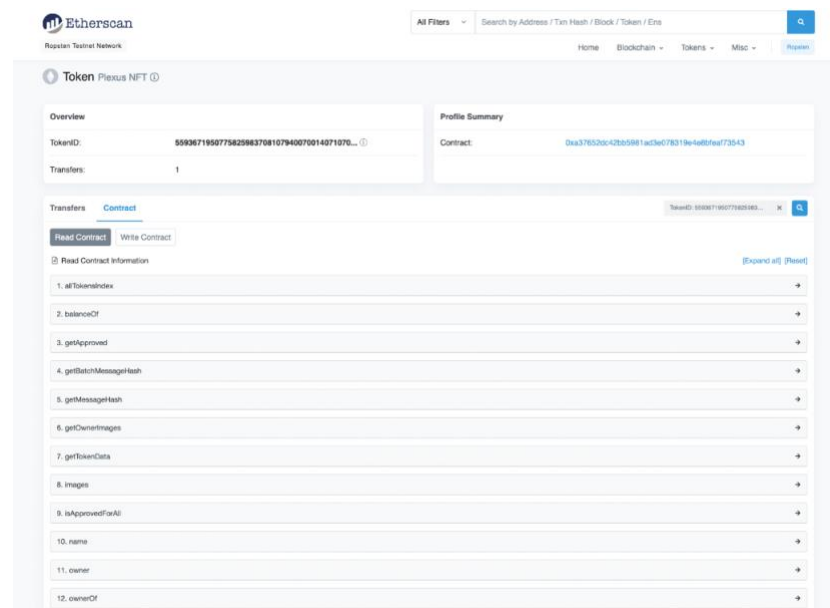 Etherscan
All Filters
Search by Address / Txn Hash / Block / Token / Ens
Ropsten Testnet Network
Home Blockchain Tokens Misc Ropsten
Token Plexus NFT
Overview
Profile Summary
TokenID: 559367195077582598370810794007001407 1070...
Contract: 0xa37652dc42bb5981ad3e078319e4e6bfeaf73543
Transfers: 1
Transfers Contract
Read Contract Write Contract
Read Contract Information
[Expand all] [Reset]
1. allTokensIndex
2. balanceOf
3. getApproved
4. getBatchMessageHash
5. getMessageHash
6. getOwnerImages
7. getTokenData
8. images
9. isApprovedForAll
10. name
11. owner
12. ownerOf